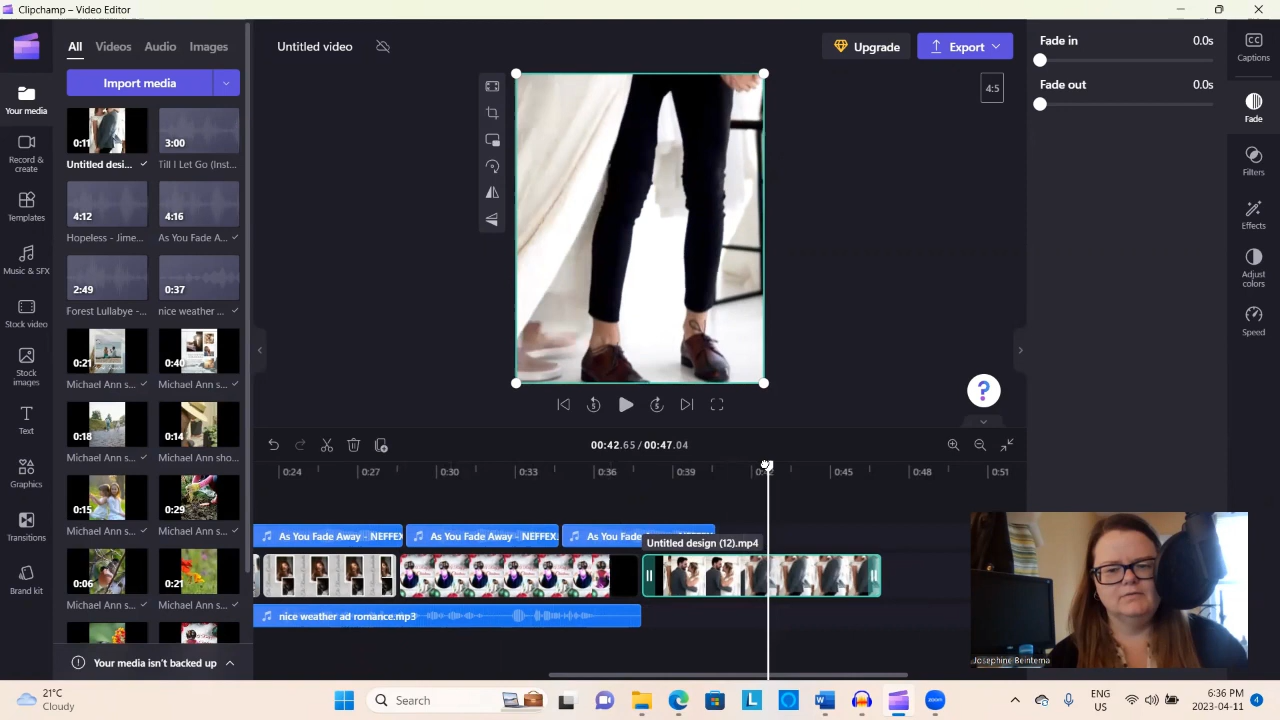 Clipchamp – Video Editor
All
Videos
Audio
Images
Untitled video
Upgrade
Export
Fade in
0.0s
Fade out
0.0s
Captions
Import media
Your media
Record & create
Templates
Music & SFX
Stock video
Stock images
Text
Graphics
Transitions
Brand kit
0:11
Untitled desi...
3:00
Till I Let Go (Inst...
4:12
Hopeless - Jime...
4:16
As You Fade A...
2:49
Forest Lullabye -...
0:37
nice weather ...
0:21
Michael Ann s...
0:40
Michael Ann s...
0:18
Michael Ann s...
0:14
Michael Ann sho...
0:15
Michael Ann s...
0:29
Michael Ann s...
0:06
Michael Ann s...
0:21
Michael Ann s...
Your media isn't backed up
4:5
Fade
Filters
Effects
Adjust colors
Speed
5
5
?
00:42.65 / 00:47.04
0:24
0:27
0:30
0:33
0:36
0:39
0:42
0:45
0:48
0:51
As You Fade Away - NEFFEX
As You Fade Away - NEFFEX.
As You Fade Away - NEFFEX
Untitled design (12).mp4
nice weather ad romance.mp3
Josephine Beintema
21°C
Cloudy
Search
L
W
ENG
US
6:36 PM
2023-04-11
4